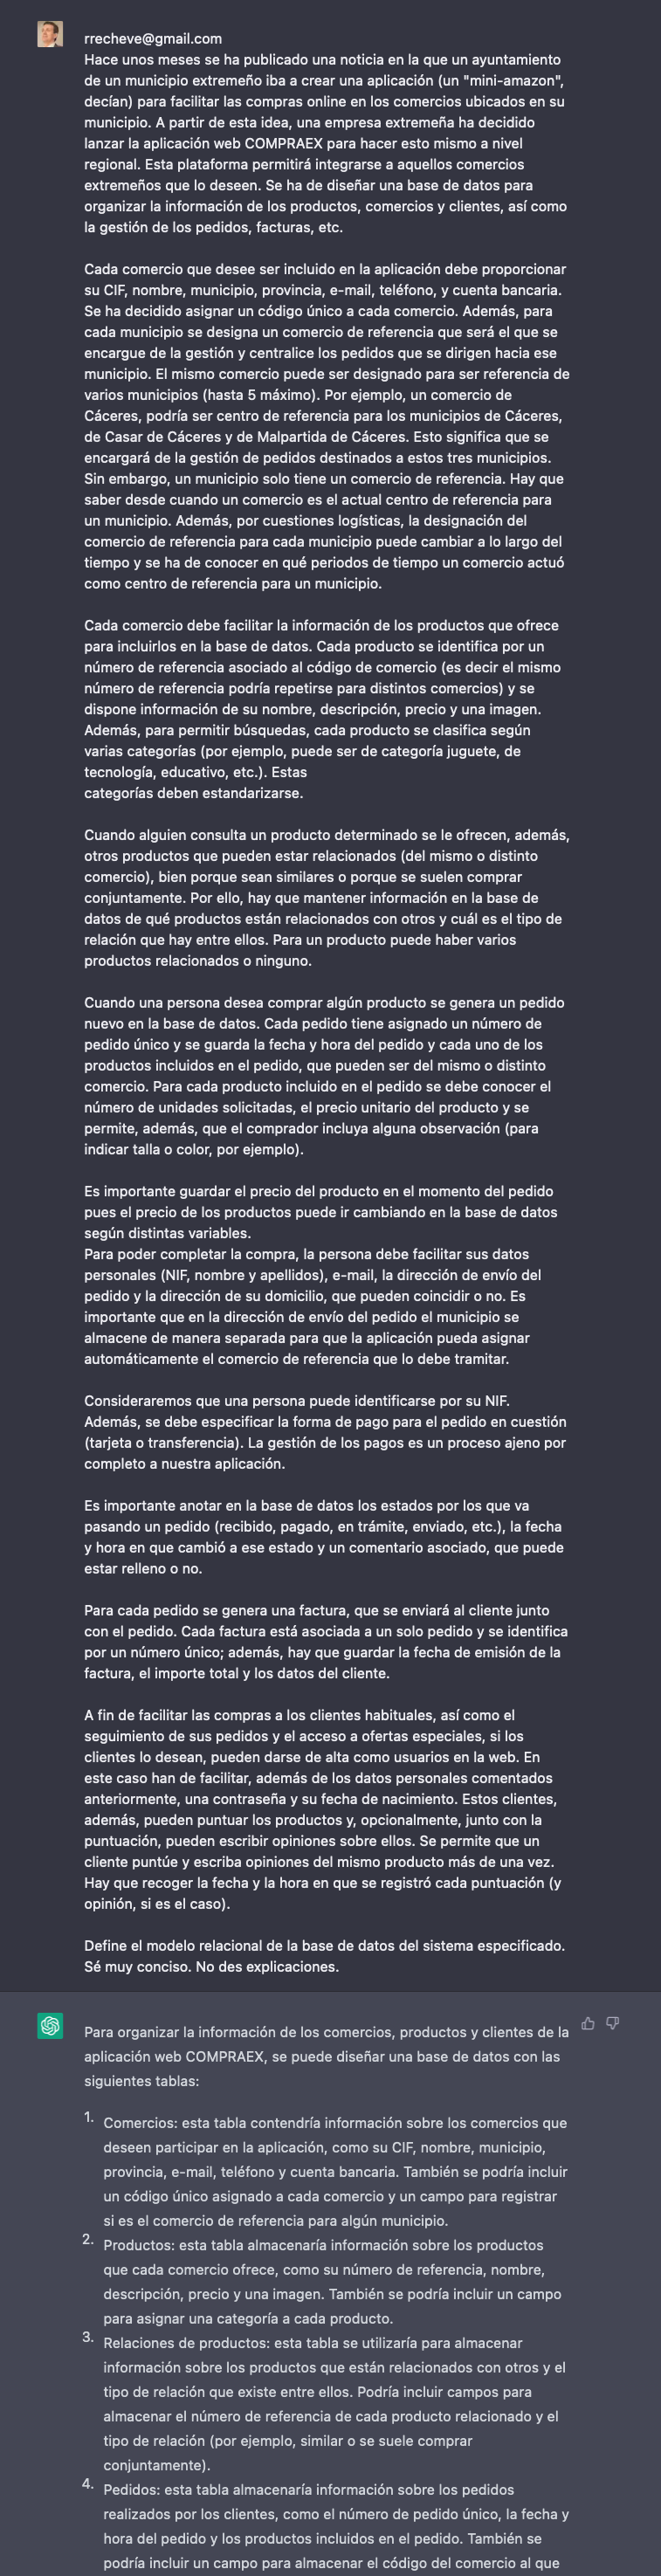 rrecheve@gmail.com
Hace unos meses se ha publicado una noticia en la que un ayuntamiento
de un municipio extremeño iba a crear una aplicación (un "mini-amazon",
decían) para facilitar las compras online en los comercios ubicados en su
municipio. A partir de esta idea, una empresa extremeña ha decidido
lanzar la aplicación web COMPRAEX para hacer esto mismo a nivel
regional. Esta plataforma permitirá integrarse a aquellos comercios
extremeños que lo deseen. Se ha de diseñar una base de datos para
organizar la información de los productos, comercios y clientes, así como
la gestión de los pedidos, facturas, etc.
Cada comercio que desee ser incluido en la aplicación debe proporcionar
su CIF, nombre, municipio, provincia, e-mail, teléfono, y cuenta bancaria.
Se ha decidido asignar un código único a cada comercio. Además, para
cada municipio se designa un comercio de referencia que será el que se
encargue de la gestión y centralice los pedidos que se dirigen hacia ese
municipio. El mismo comercio puede ser designado para ser referencia de
varios municipios (hasta 5 máximo). Por ejemplo, un comercio de
Cáceres, podría ser centro de referencia para los municipios de Cáceres,
de Casar de Cáceres y de Malpartida de Cáceres. Esto significa que se
encargará de la gestión de pedidos destinados a estos tres municipios.
Sin embargo, un municipio solo tiene un comercio de referencia. Hay que
saber desde cuando un comercio es el actual centro de referencia para
un municipio. Además, por cuestiones logísticas, la designación del
comercio de referencia para cada municipio puede cambiar a lo largo del
tiempo y se ha de conocer en qué periodos de tiempo un comercio actuó
como centro de referencia para un municipio.
Cada comercio debe facilitar la información de los productos que ofrece
para incluirlos en la base de datos. Cada producto se identifica por un
número de referencia asociado al código de comercio (es decir el mismo
número de referencia podría repetirse para distintos comercios) y se
dispone información de su nombre, descripción, precio y una imagen.
Además, para permitir búsquedas, cada producto se clasifica según
varias categorías (por ejemplo, puede ser de categoría juguete, de
tecnología, educativo, etc.). Estas
categorías deben estandarizarse.
Cuando alguien consulta un producto determinado se le ofrecen, además,
otros productos que pueden estar relacionados (del mismo o distinto
comercio), bien porque sean similares o porque se suelen comprar
conjuntamente. Por ello, hay que mantener información en la base de
datos de qué productos están relacionados con otros y cuál es el tipo de
relación que hay entre ellos. Para un producto puede haber varios
productos relacionados o ninguno.
Cuando una persona desea comprar algún producto se genera un pedido
nuevo en la base de datos. Cada pedido tiene asignado un número de
pedido único y se guarda la fecha y hora del pedido y cada uno de los
productos incluidos en el pedido, que pueden ser del mismo o distinto
comercio. Para cada producto incluido en el pedido se debe conocer el
número de unidades solicitadas, el precio unitario del producto y se
permite, además, que el comprador incluya alguna observación (para
indicar talla o color, por ejemplo).
Es importante guardar el precio del producto en el momento del pedido
pues el precio de los productos puede ir cambiando en la base de datos
según distintas variables.
Para poder completar la compra, la persona debe facilitar sus datos
personales (NIF, nombre y apellidos), e-mail, la dirección de envío del
pedido y la dirección de su domicilio, que pueden coincidir o no. Es
importante que en la dirección de envío del pedido el municipio se
almacene de manera separada para que la aplicación pueda asignar
automáticamente el comercio de referencia que lo debe tramitar.
Consideraremos que una persona puede identificarse por su NIF.
Además, se debe especificar la forma de pago para el pedido en cuestión
(tarjeta o transferencia). La gestión de los pagos es un proceso ajeno por
completo a nuestra aplicación.
Es importante anotar en la base de datos los estados por los que va
pasando un pedido (recibido, pagado, en trámite, enviado, etc.), la fecha
y hora en que cambió a ese estado y un comentario asociado, que puede
estar relleno o no.
Para cada pedido se genera una factura, que se enviará al cliente junto
con el pedido. Cada factura está asociada a un solo pedido y se identifica
por un número único; además, hay que guardar la fecha de emisión de la
factura, el importe total y los datos del cliente.
A fin de facilitar las compras a los clientes habituales, así como el
seguimiento de sus pedidos y el acceso a ofertas especiales, si los
clientes lo desean, pueden darse de alta como usuarios en la web. En
este caso han de facilitar, además de los datos personales comentados
anteriormente, una contraseña y su fecha de nacimiento. Estos clientes,
además, pueden puntuar los productos y, opcionalmente, junto con la
puntuación, pueden escribir opiniones sobre ellos. Se permite que un
cliente puntúe y escriba opiniones del mismo producto más de una vez.
Hay que recoger la fecha y la hora en que se registró cada puntuación (y
opinión, si es el caso).
Define el modelo relacional de la base de datos del sistema especificado.
Sé muy conciso. No des explicaciones.
Para organizar la información de los comercios, productos y clientes de la
aplicación web COMPRAEX, se puede diseñar una base de datos con las
siguientes tablas:
1. Comercios: esta tabla contendría información sobre los comercios que
deseen participar en la aplicación, como su CIF, nombre, municipio,
provincia, e-mail, teléfono y cuenta bancaria. También se podría incluir
un código único asignado a cada comercio y un campo para registrar
si es el comercio de referencia para algún municipio.
2. Productos: esta tabla almacenaría información sobre los productos
que cada comercio ofrece, como su número de referencia, nombre,
descripción, precio y una imagen. También se podría incluir un campo
para asignar una categoría a cada producto.
3. Relaciones de productos: esta tabla se utilizaría para almacenar
información sobre los productos que están relacionados con otros y el
tipo de relación que existe entre ellos. Podría incluir campos para
almacenar el número de referencia de cada producto relacionado y el
tipo de relación (por ejemplo, similar o se suele comprar
conjuntamente).
4. Pedidos: esta tabla almacenaría información sobre los pedidos
realizados por los clientes, como el número de pedido único, la fecha y
hora del pedido y los productos incluidos en el pedido. También se
podría incluir un campo para almacenar el código del comercio al que